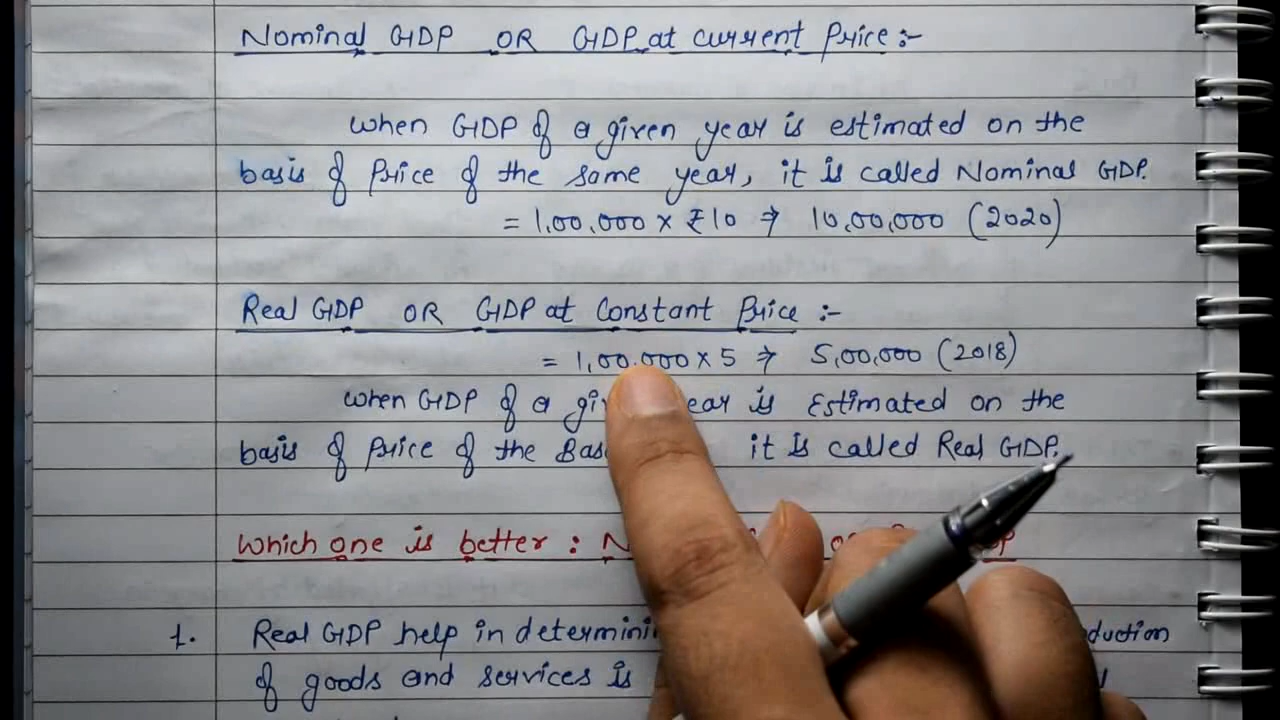 Nominal GDP OR GDP at current Price :-
When GDP of a given year is estimated on the
basis of Price of the same year, it is called Nominal GDP.
= 1,00,000 × ₹10 ⇒ 10,00,000 (2020)
Real GDP OR GDP at Constant Price :-
= 1,00,000 × 5 ⇒ 5,00,000 (2018)
When GDP of a is Estimated on the
basis of Price of the it is called Real GDP.
Which one is better :
1. Real GDP help in
of goods and services is